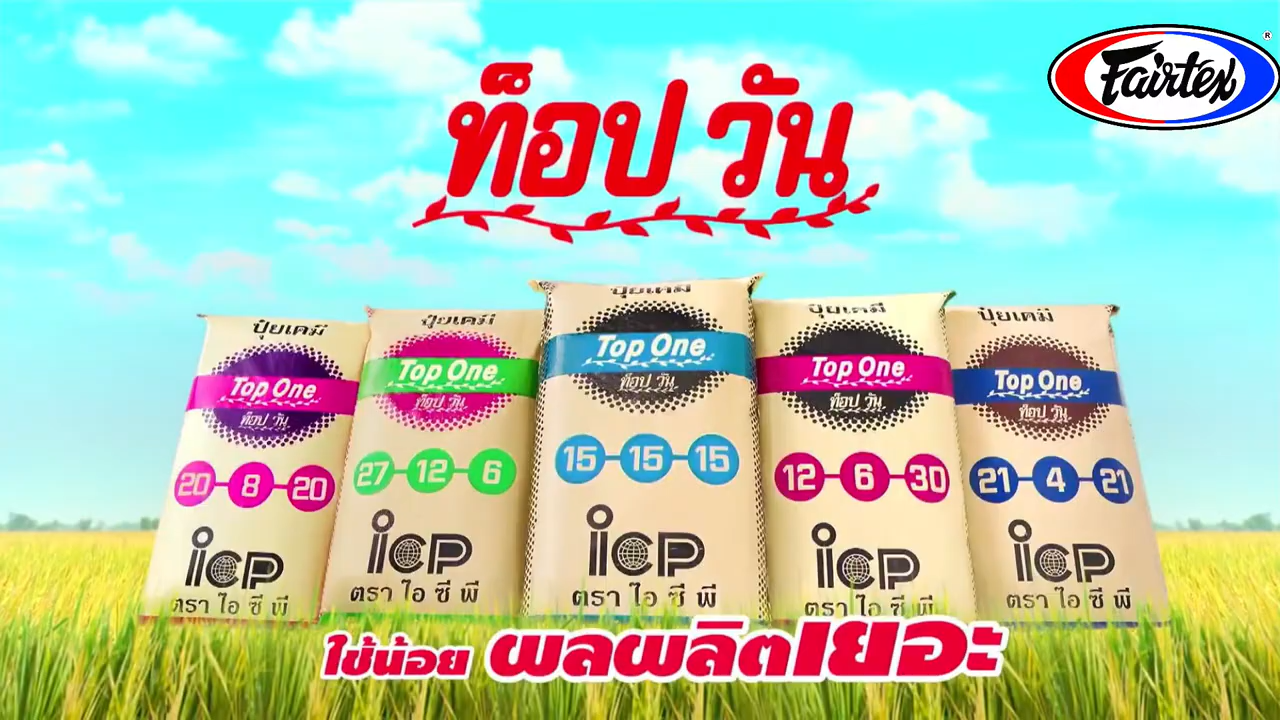 Fairtex
®
ท็อป วัน
ปุ๋ยเคมี
Top One
ท็อป วัน
20-8-20
icp
ตรา ไอ ซี พี
ปุ๋ยเคมี
Top One
ท็อป วัน
27-12-6
icp
ตรา ไอ ซี พี
ปุ๋ยเคมี
Top One
ท็อป วัน
15-15-15
icp
ตรา ไอ ซี พี
ปุ๋ยเคมี
Top One
ท็อป วัน
12-6-30
icp
ตรา ไอ ซี พี
ปุ๋ยเคมี
Top One
ท็อป วัน
21-4-21
icp
ตรา ไอ ซี พี
ใช้น้อย ผลผลิตเยอะ